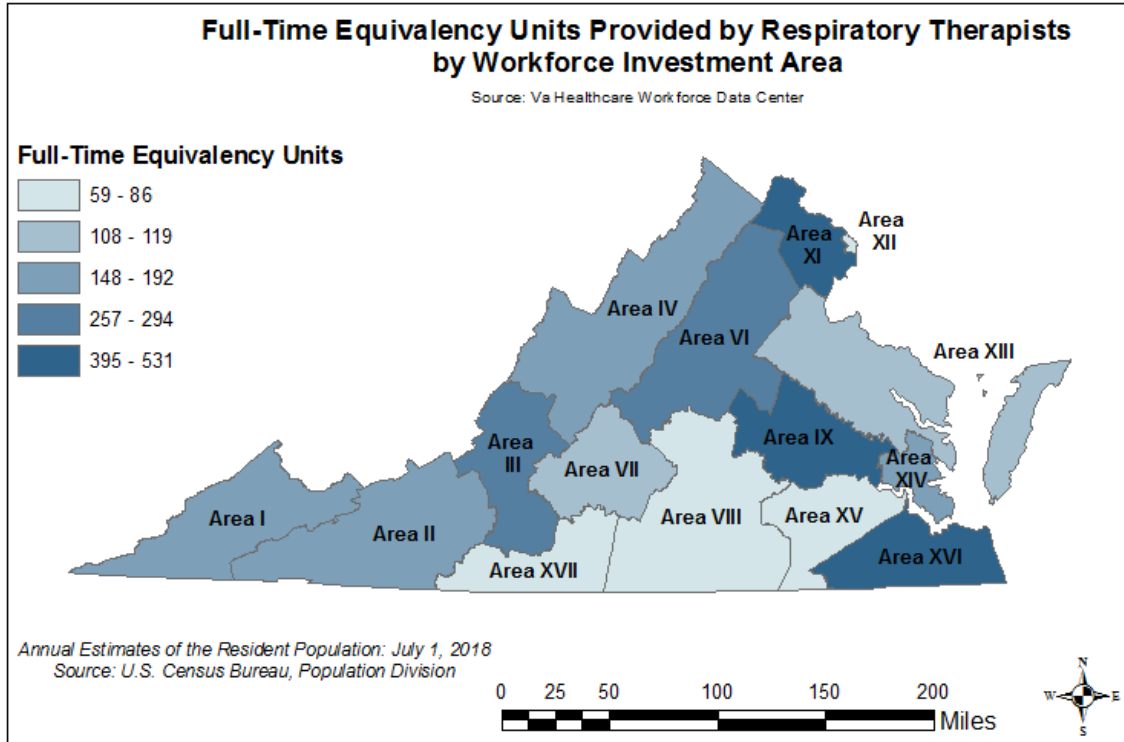 Full-Time Equivalency Units Provided by Respiratory Therapists
by Workforce Investment Area
Source: Va Healthcare Workforce Data Center
Full-Time Equivalency Units
59 - 86
108 - 119
148 - 192
257 - 294
395 - 531
Area
XII
Area
XI
Area IV
Area VI
Area XIII
Area
III
Area IX
Area VII
Area
XIV
Area I
Area II
Area VIII
Area XV
Area XVII
Area XVI
Annual Estimates of the Resident Population: July 1, 2018
Source: U.S. Census Bureau, Population Division
0 25 50 100 150 200
Miles
N
W E
S